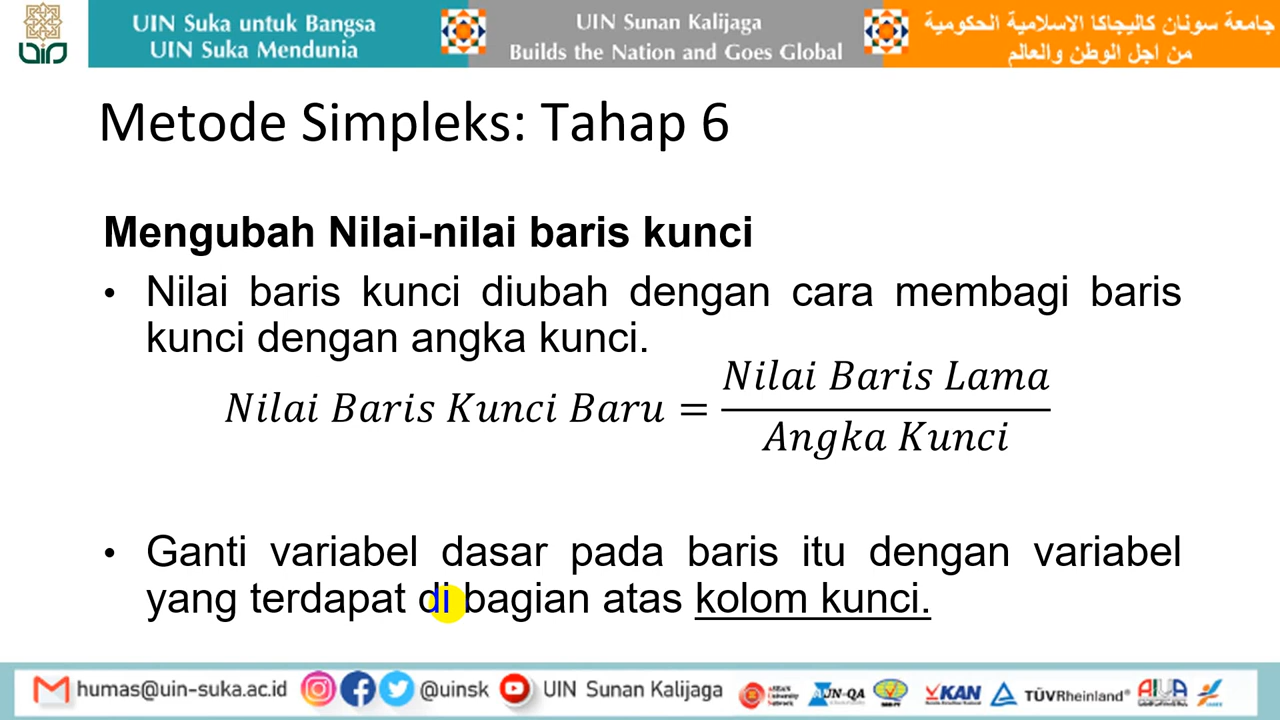 UIN Suka untuk Bangsa
UIN Suka Mendunia
UIN Sunan Kalijaga
Builds the Nation and Goes Global
جامعة سونان كاليجاكا الاسلامية الحكومية
من اجل الوطن والعالم
Metode Simpleks: Tahap 6
Mengubah Nilai-nilai baris kunci
• Nilai baris kunci diubah dengan cara membagi baris
kunci dengan angka kunci.
Nilai Baris Kunci Baru = Nilai Baris Lama / Angka Kunci
• Ganti variabel dasar pada baris itu dengan variabel
yang terdapat di bagian atas kolom kunci.
humas@uin-suka.ac.id @uinsk UIN Sunan Kalijaga AUN-QA KAN TÜVRheinland